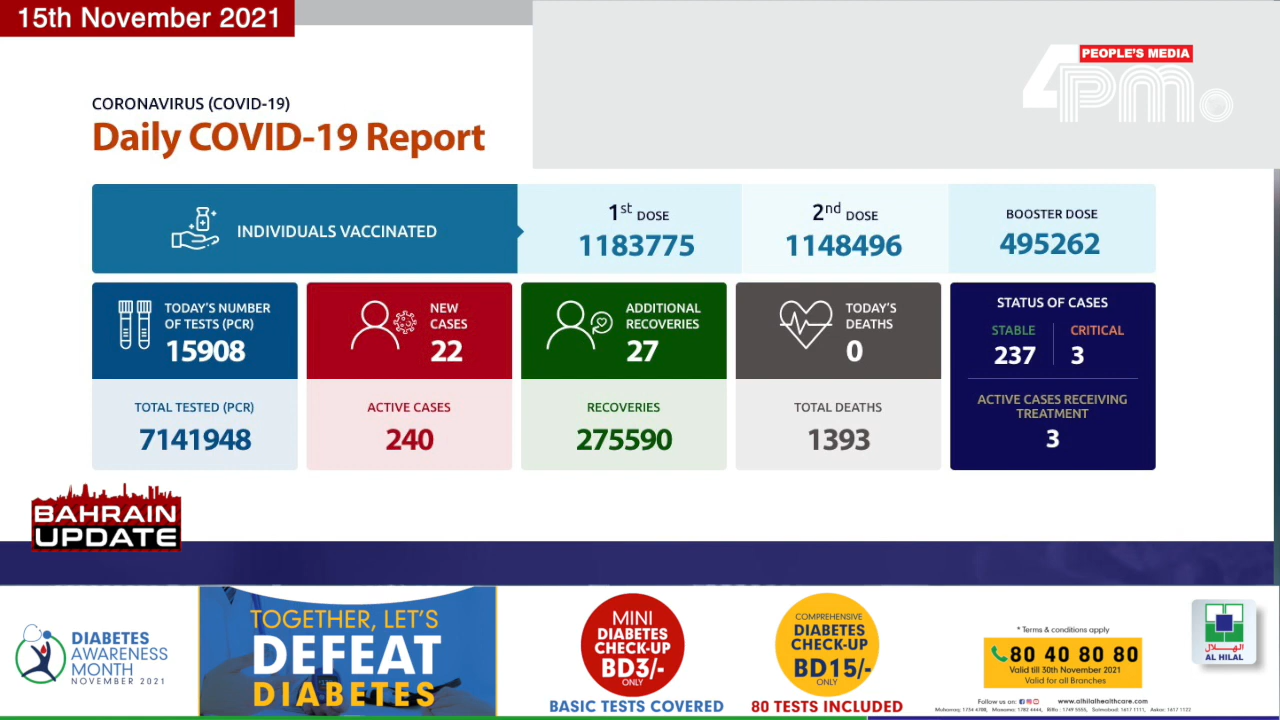 15th November 2021
PEOPLE'S MEDIA
4PM
CORONAVIRUS (COVID-19)
Daily COVID-19 Report
INDIVIDUALS VACCINATED
1st DOSE
1183775
2nd DOSE
1148496
BOOSTER DOSE
495262
TODAY'S NUMBER
OF TESTS (PCR)
15908
TOTAL TESTED (PCR)
7141948
NEW
CASES
22
ACTIVE CASES
240
ADDITIONAL
RECOVERIES
27
RECOVERIES
275590
TODAY'S
DEATHS
0
TOTAL DEATHS
1393
STATUS OF CASES
STABLE
237
CRITICAL
3
ACTIVE CASES RECEIVING
TREATMENT
3
BAHRAIN
UPDATE
DIABETES
AWARENESS
MONTH
NOVEMBER 2021
TOGETHER, LET'S
DEFEAT
DIABETES
MINI
DIABETES
CHECK-UP
BD3/-
ONLY
BASIC TESTS COVERED
COMPREHENSIVE
DIABETES
CHECK-UP
BD15/-
ONLY
80 TESTS INCLUDED
* Terms & conditions apply
80 40 80 80
Valid till 30th November 2021
Valid for all Branches
Follow us on:
www.alhilalhealthcare.com
الهلال
AL HILAL